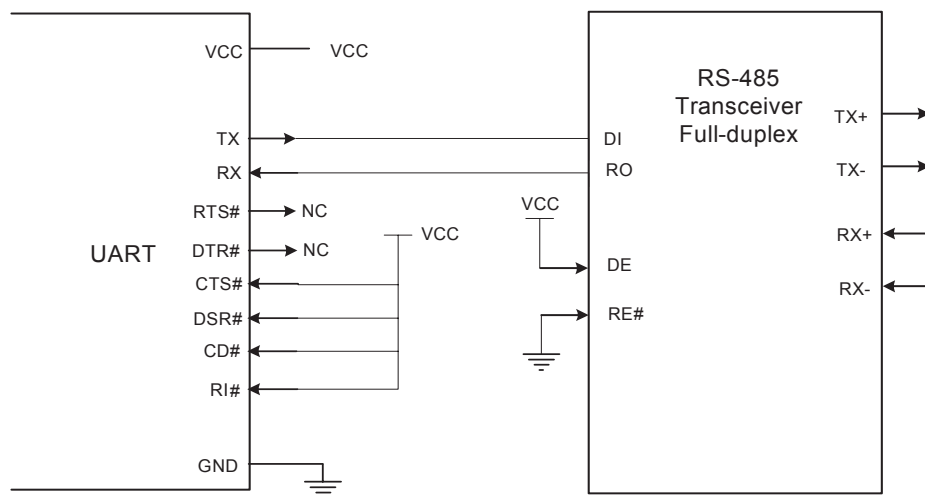 VCC
VCC
TX
RX
RTS#
NC
DTR#
NC
UART
CTS#
DSR#
CD#
RI#
VCC
GND
RS-485
Transceiver
Full-duplex
DI
RO
VCC
DE
RE#
TX+
TX-
RX+
RX-